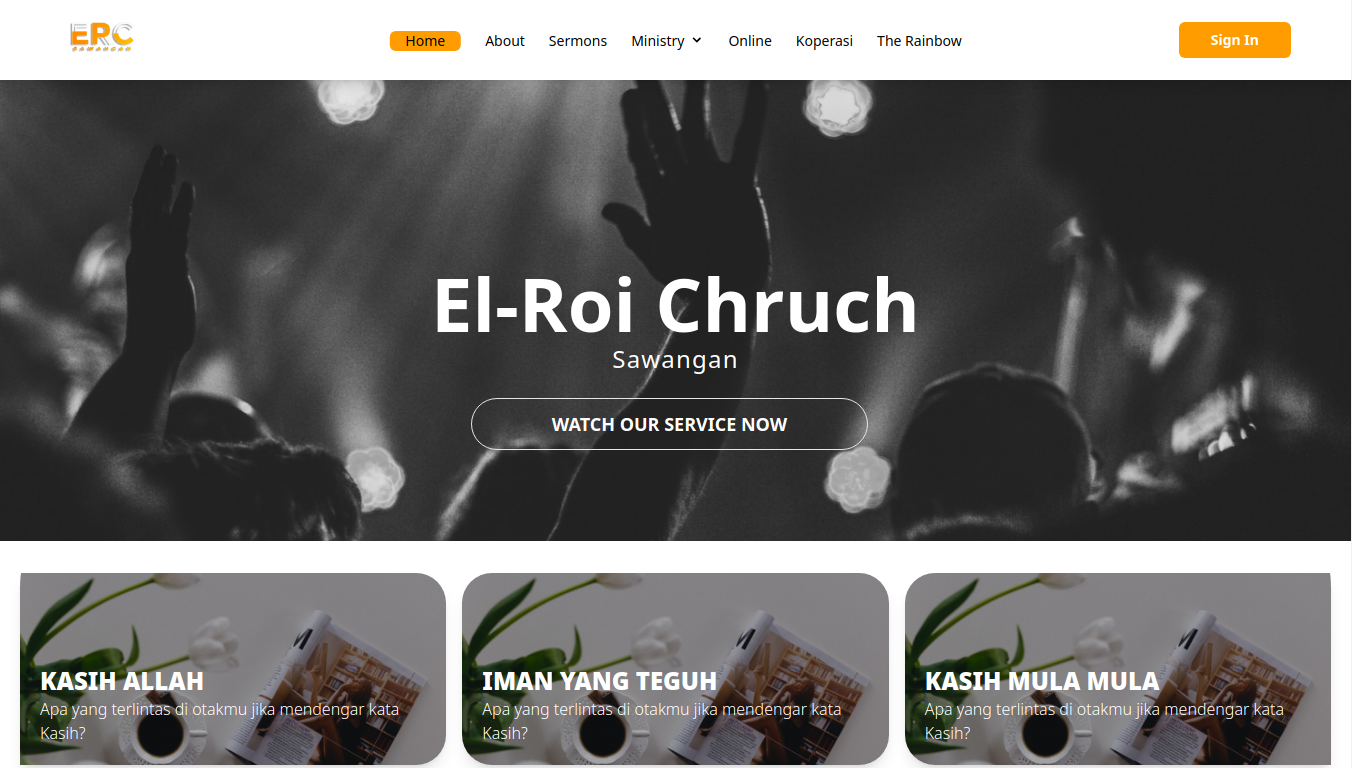 ERC
SAWANGAN
Home About Sermons Ministry Online Koperasi The Rainbow Sign In
El-Roi Chruch
Sawangan
WATCH OUR SERVICE NOW
KASIH ALLAH
Apa yang terlintas di otakmu jika mendengar kata
Kasih?
IMAN YANG TEGUH
Apa yang terlintas di otakmu jika mendengar kata
Kasih?
KASIH MULA MULA
Apa yang terlintas di otakmu jika mendengar kata
Kasih?